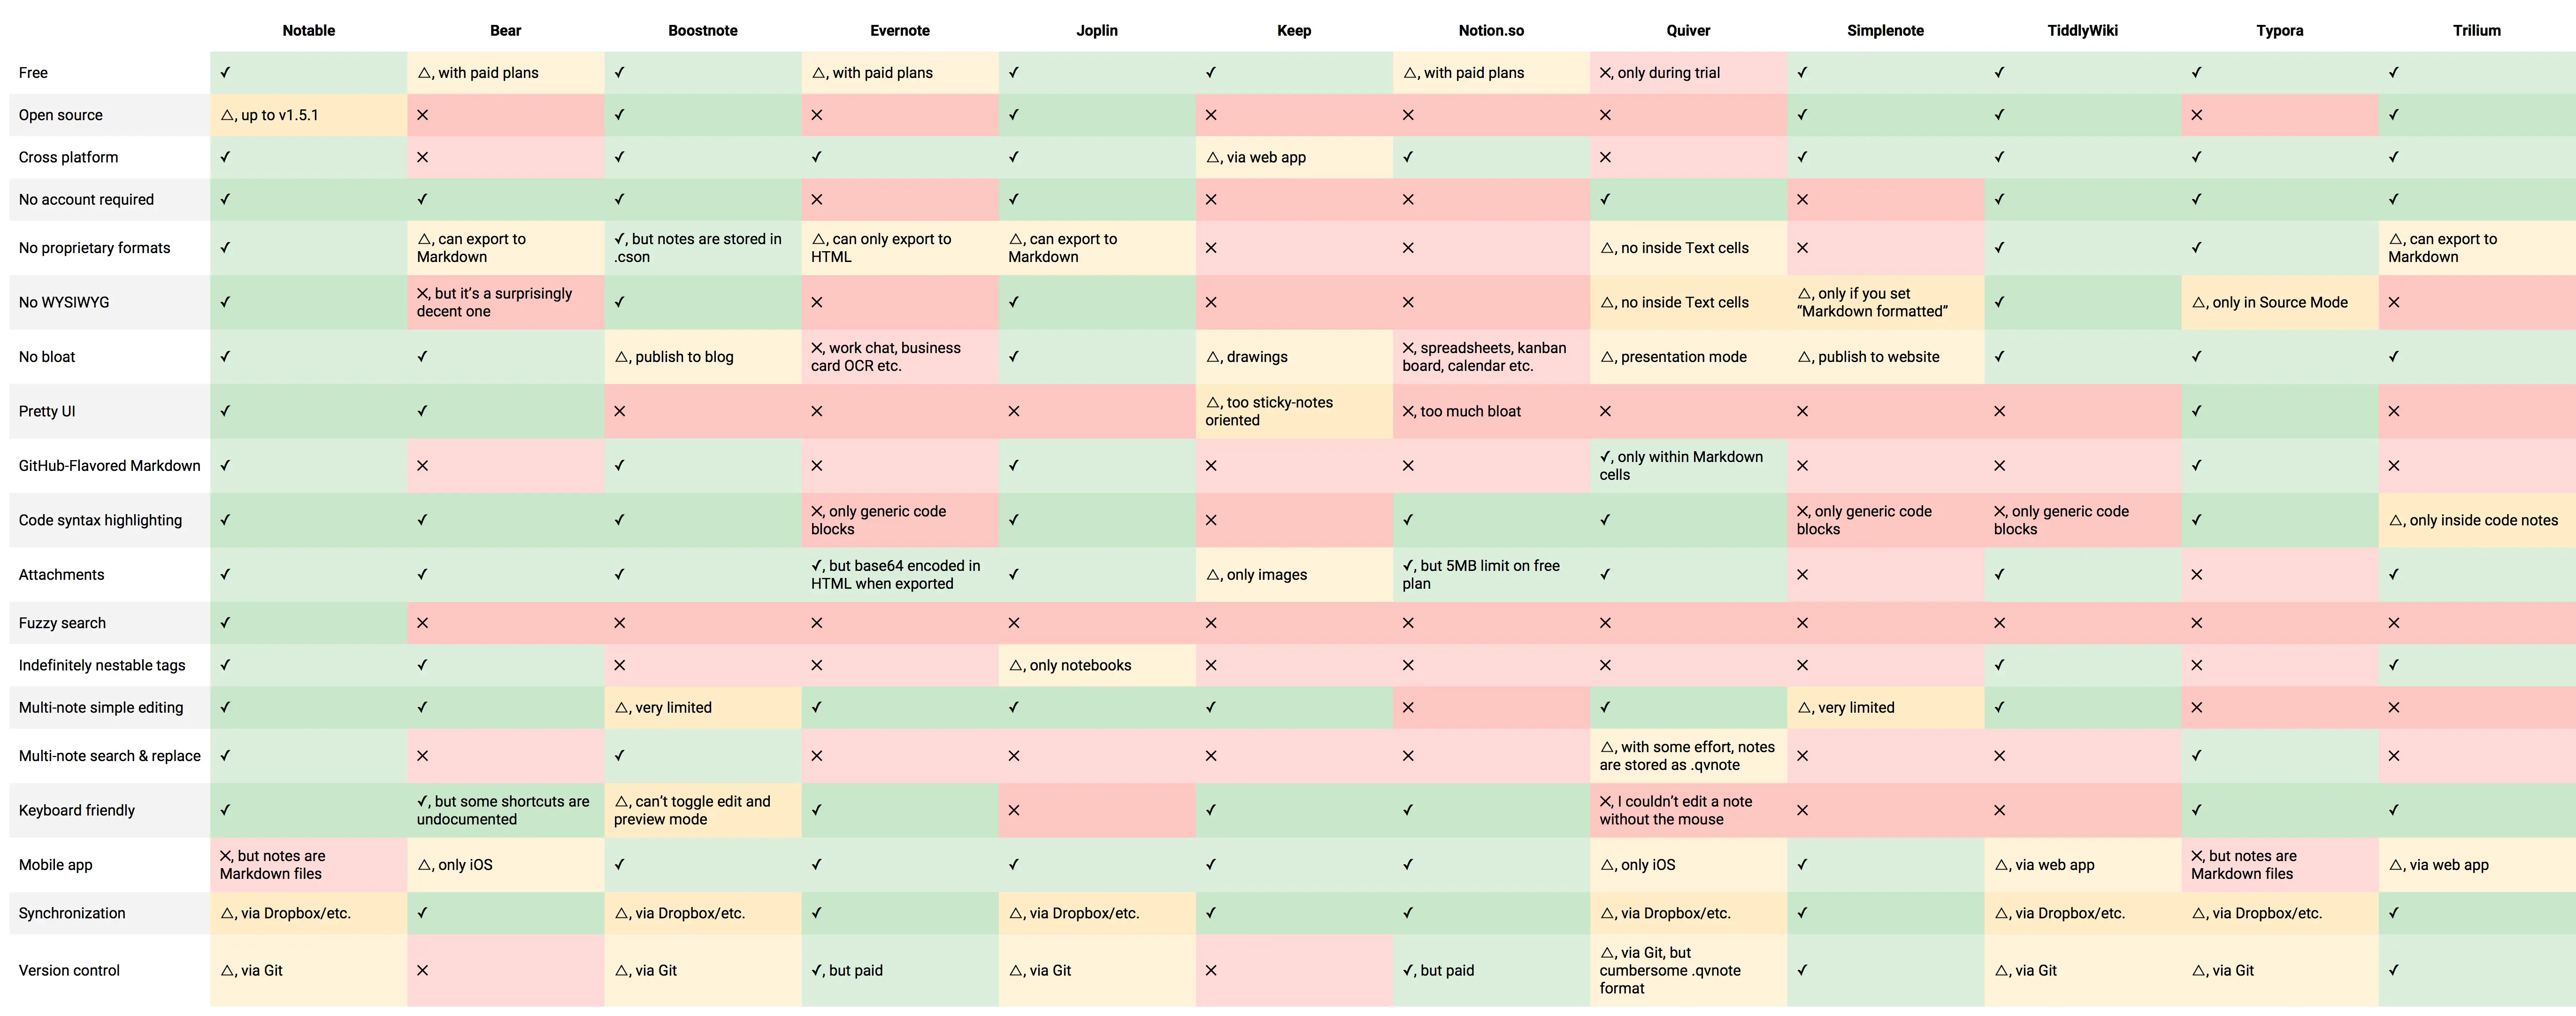 Notable Bear Boostnote Evernote Joplin Keep Notion.so Quiver Simplenote TiddlyWiki Typora Trilium
Free ✓ △, with paid plans ✓ △, with paid plans ✓ ✓ △, with paid plans ✕, only during trial ✓ ✓ ✓ ✓
Open source △, up to v1.5.1 ✕ ✓ ✕ ✓ ✕ ✕ ✕ ✓ ✓ ✕ ✓
Cross platform ✓ ✕ ✓ ✓ ✓ △, via web app ✓ ✕ ✓ ✓ ✓ ✓
No account required ✓ ✓ ✓ ✕ ✓ ✕ ✕ ✓ ✕ ✓ ✓ ✓
No proprietary formats ✓ △, can export to Markdown ✓, but notes are stored in .cson △, can only export to HTML △, can export to Markdown ✕ ✕ △, no inside Text cells ✕ ✓ ✓ △, can export to Markdown
No WYSIWYG ✓ ✕, but it’s a surprisingly decent one ✓ ✕ ✓ ✕ ✕ △, no inside Text cells △, only if you set “Markdown formatted” ✓ △, only in Source Mode ✕
No bloat ✓ ✓ △, publish to blog ✕, work chat, business card OCR etc. ✓ △, drawings ✕, spreadsheets, kanban board, calendar etc. △, presentation mode △, publish to website ✓ ✓ ✓
Pretty UI ✓ ✓ ✕ ✕ ✕ △, too sticky-notes oriented ✕, too much bloat ✕ ✕ ✕ ✓ ✕
GitHub-Flavored Markdown ✓ ✕ ✓ ✕ ✓ ✕ ✕ ✓, only within Markdown cells ✕ ✕ ✓ ✕
Code syntax highlighting ✓ ✓ ✓ ✕, only generic code blocks ✓ ✕ ✓ ✓ ✕, only generic code blocks ✕, only generic code blocks ✓ △, only inside code notes
Attachments ✓ ✓ ✓ ✓, but base64 encoded in HTML when exported ✓ △, only images ✓, but 5MB limit on free plan ✓ ✕ ✓ ✕ ✓
Fuzzy search ✓ ✕ ✕ ✕ ✕ ✕ ✕ ✕ ✕ ✕ ✕ ✕
Indefinitely nestable tags ✓ ✓ ✕ ✕ △, only notebooks ✕ ✕ ✕ ✕ ✓ ✕ ✓
Multi-note simple editing ✓ ✓ △, very limited ✓ ✓ ✓ ✕ ✓ △, very limited ✓ ✕ ✕
Multi-note search & replace ✓ ✕ ✓ ✕ ✕ ✕ ✕ △, with some effort, notes are stored as .qvnote ✕ ✕ ✓ ✕
Keyboard friendly ✓ ✓, but some shortcuts are undocumented △, can’t toggle edit and preview mode ✓ ✕ ✓ ✓ ✕, I couldn’t edit a note without the mouse ✕ ✕ ✓ ✓
Mobile app ✕, but notes are Markdown files △, only iOS ✓ ✓ ✓ ✓ ✓ △, only iOS ✓ △, via web app ✕, but notes are Markdown files △, via web app
Synchronization △, via Dropbox/etc. ✓ △, via Dropbox/etc. ✓ △, via Dropbox/etc. ✓ ✓ △, via Dropbox/etc. ✓ △, via Dropbox/etc. △, via Dropbox/etc. ✓
Version control △, via Git ✕ △, via Git ✓, but paid △, via Git ✕ ✓, but paid △, via Git, but cumbersome .qvnote format ✓ △, via Git △, via Git ✓